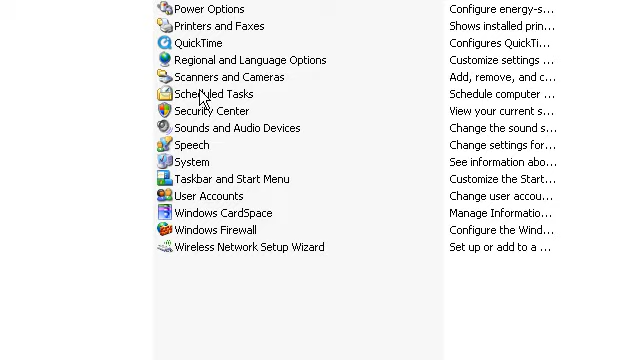 Power Options Configure energy-s...
Printers and Faxes Shows installed prin...
QuickTime Configures QuickTi...
Regional and Language Options Customize settings ...
Scanners and Cameras Add, remove, and c...
Scheduled Tasks Schedule computer ...
Security Center View your current s...
Sounds and Audio Devices Change the sound s...
Speech Change settings for...
System See information abo...
Taskbar and Start Menu Customize the Start...
User Accounts Change user accou...
Windows CardSpace Manage Informatio...
Windows Firewall Configure the Wind...
Wireless Network Setup Wizard Set up or add to a ...